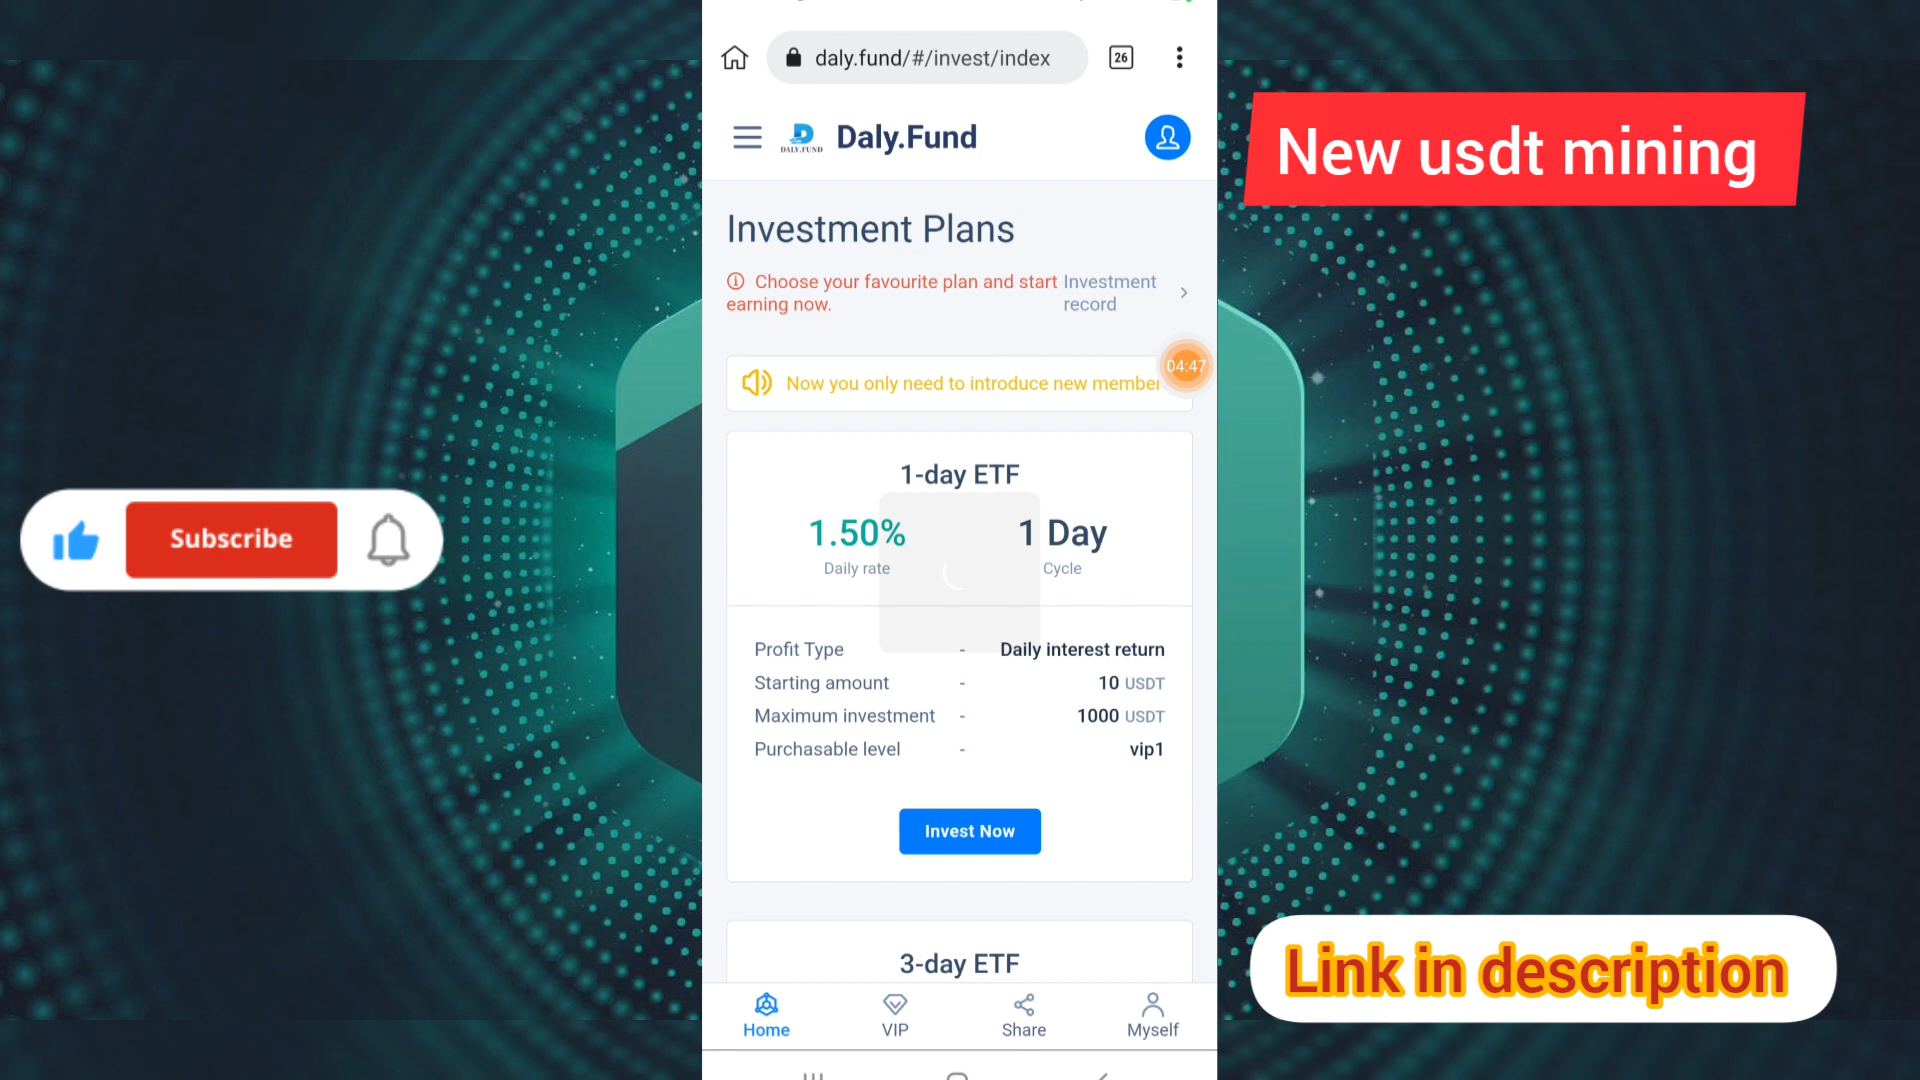 daly.fund/#/invest/index
26
DALY.FUND
Daly.Fund
Investment Plans
Choose your favourite plan and start
earning now.
Investment
record
Now you only need to introduce new member
04:47
1-day ETF
1.50%
Daily rate
1 Day
Cycle
Profit Type - Daily interest return
Starting amount - 10 USDT
Maximum investment - 1000 USDT
Purchasable level - vip1
Invest Now
3-day ETF
Home
VIP
Share
Myself
Subscribe
New usdt mining
Link in description